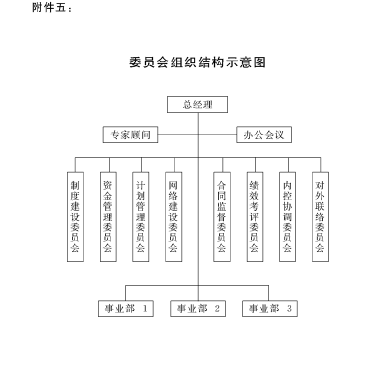 附件五：
委员会组织结构示意图
总经理
专家顾问
办公会议
制度建设委员会
资金管理委员会
计划管理委员会
网络建设委员会
合同监督委员会
绩效考评委员会
内控协调委员会
对外联络委员会
事业部 1
事业部 2
事业部 3